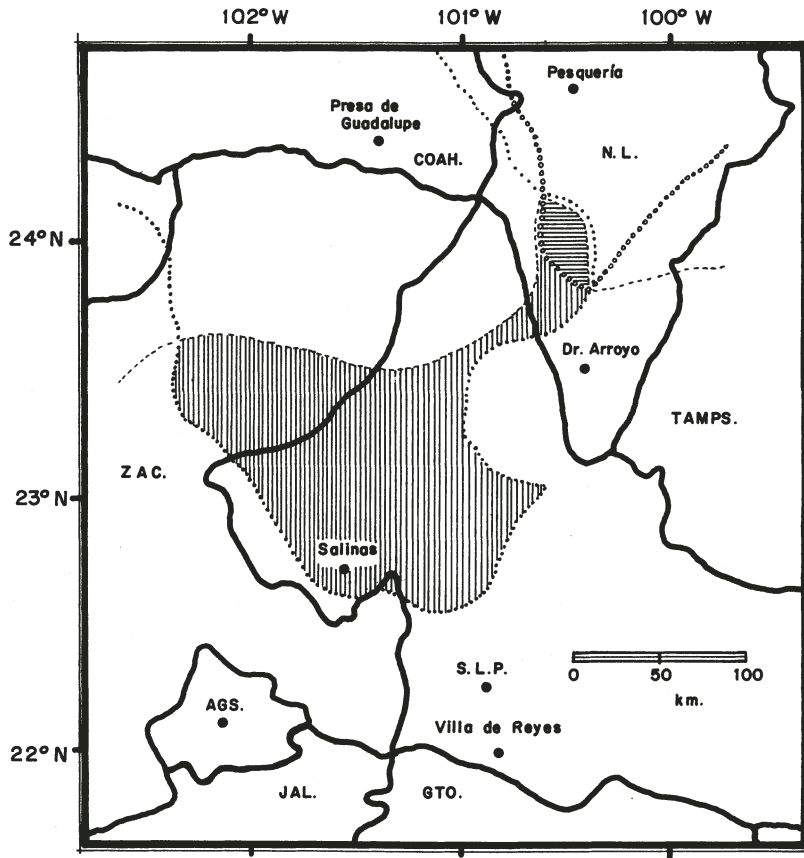 102° W 101° W 100° W
Pesquería
Presa de
Guadalupe
COAH.
N. L.
24° N
Dr. Arroyo
TAMPS.
ZAC.
23° N
Salinas
S.L.P.
0 50 100
km.
AGS.
Villa de Reyes
22° N
JAL.
GTO.